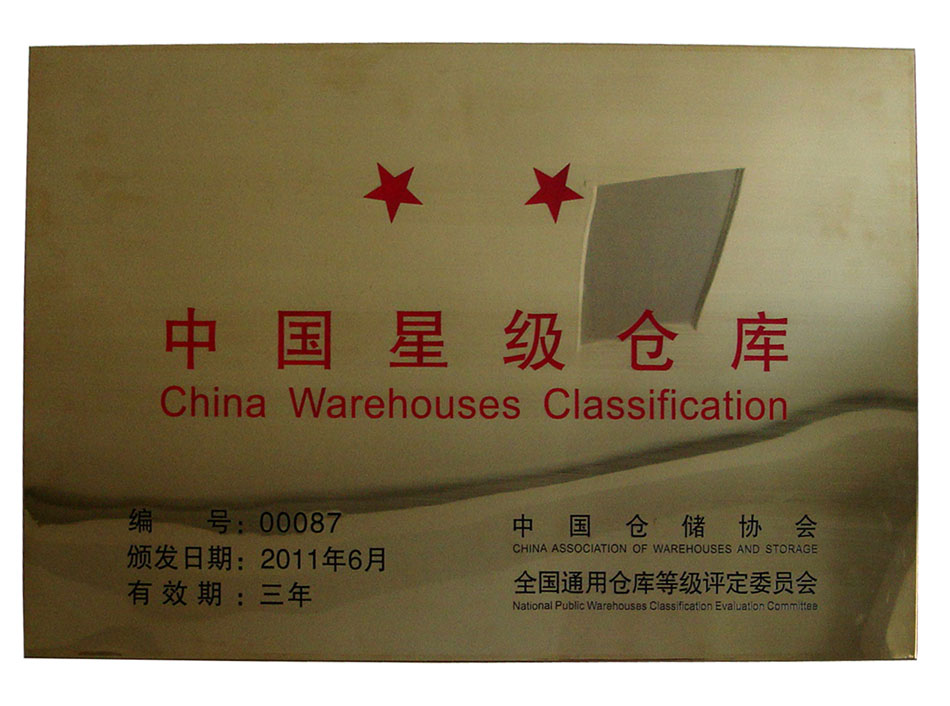 中国星级仓库
China Warehouses Classification
编 号：00087
颁发日期：2011年6月
有效期：三年
中国仓储协会
CHINA ASSOCIATION OF WAREHOUSES AND STORAGE
全国通用仓库等级评定委员会
National Public Warehouses Classification Evaluation Committee